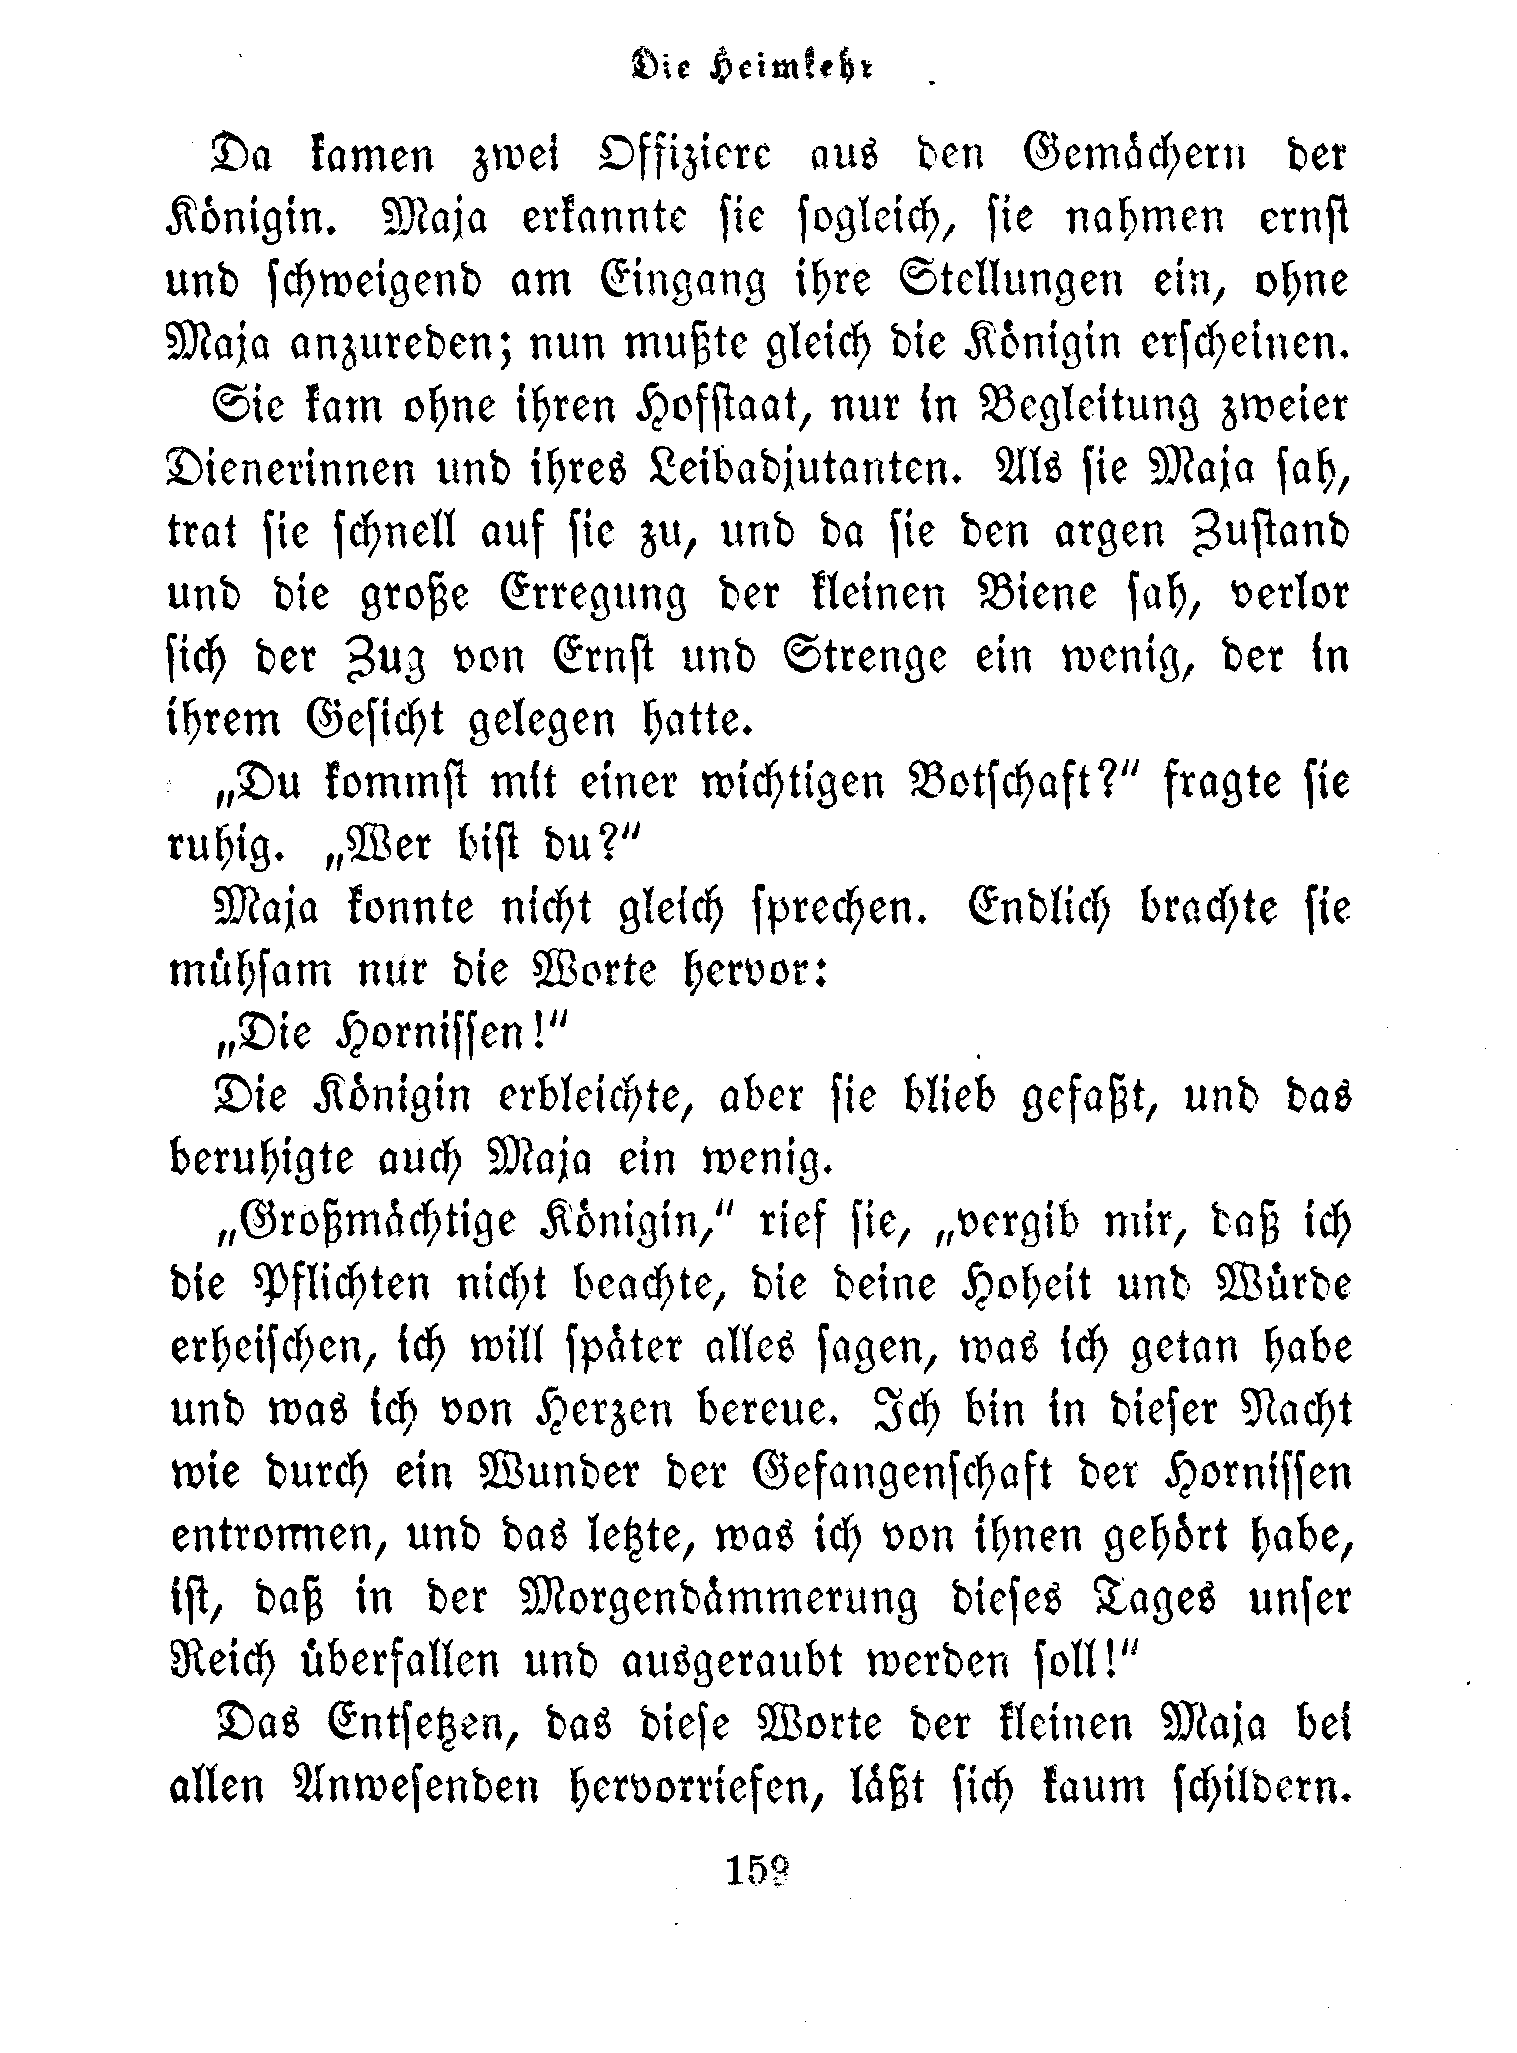 Die Heimkehr
Da kamen zwei Offiziere aus den Gemächern der
Königin. Maja erkannte sie sogleich, sie nahmen ernst
und schweigend am Eingang ihre Stellungen ein, ohne
Maja anzureden; nun mußte gleich die Königin erscheinen.
Sie kam ohne ihren Hofstaat, nur in Begleitung zweier
Dienerinnen und ihres Leibadjutanten. Als sie Maja sah,
trat sie schnell auf sie zu, und da sie den argen Zustand
und die große Erregung der kleinen Biene sah, verlor
sich der Zug von Ernst und Strenge ein wenig, der in
ihrem Gesicht gelegen hatte.
„Du kommst mit einer wichtigen Botschaft?“ fragte sie
ruhig. „Wer bist du?“
Maja konnte nicht gleich sprechen. Endlich brachte sie
mühsam nur die Worte hervor:
„Die Hornissen!“
Die Königin erbleichte, aber sie blieb gefaßt, und das
beruhigte auch Maja ein wenig.
„Großmächtige Königin,“ rief sie, „vergib mir, daß ich
die Pflichten nicht beachte, die deine Hoheit und Würde
erheischen, ich will später alles sagen, was ich getan habe
und was ich von Herzen bereue. Ich bin in dieser Nacht
wie durch ein Wunder der Gefangenschaft der Hornissen
entronnen, und das letzte, was ich von ihnen gehört habe,
ist, daß in der Morgendämmerung dieses Tages unser
Reich überfallen und ausgeraubt werden soll!“
Das Entsetzen, das diese Worte der kleinen Maja bei
allen Anwesenden hervorriefen, läßt sich kaum schildern.
159